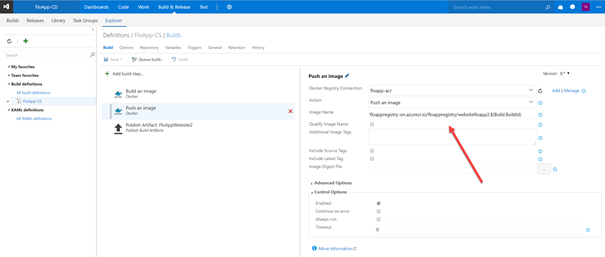 FloApp-CD Dashboards Code Work Build & Release Test Search work items
Builds Releases Library Task Groups Explorer
Definitions / FloApp-CS | Builds
Build Options Repository Variables Triggers General Retention History
Save Queue build... Undo
Search
My favorites
Team favorites
Build definitions
All build definitions
FloApp-CS
XAML definitions
All XAML definitions
Add build step...
Build an image
Docker
Push an image
Docker
Publish Artifact: FloAppWebsite2
Publish Build Artifacts
Push an image Version 0.*
Docker Registry Connection floapp-acr Add | Manage
Action Push an image
Image Name floappregistry-on.azurecr.io/floappregistry/websitefloapp2:$(Build.BuildId)
Qualify Image Name
Additional Image Tags
Include Source Tags
Include Latest Tag
Image Digest File ...
Advanced Options
Control Options
Enabled
Continue on error
Always run
Timeout 0
More Information